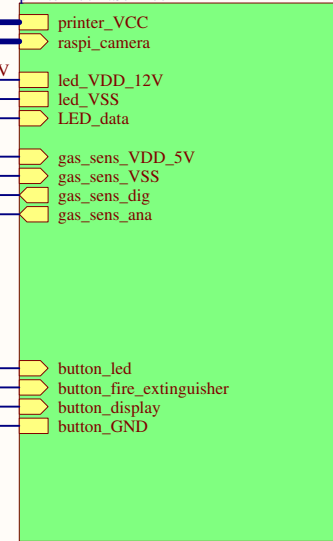 printer_VCC
raspi_camera
V
led_VDD_12V
led_VSS
LED_data
gas_sens_VDD_5V
gas_sens_VSS
gas_sens_dig
gas_sens_ana
button_led
button_fire_extinguisher
button_display
button_GND